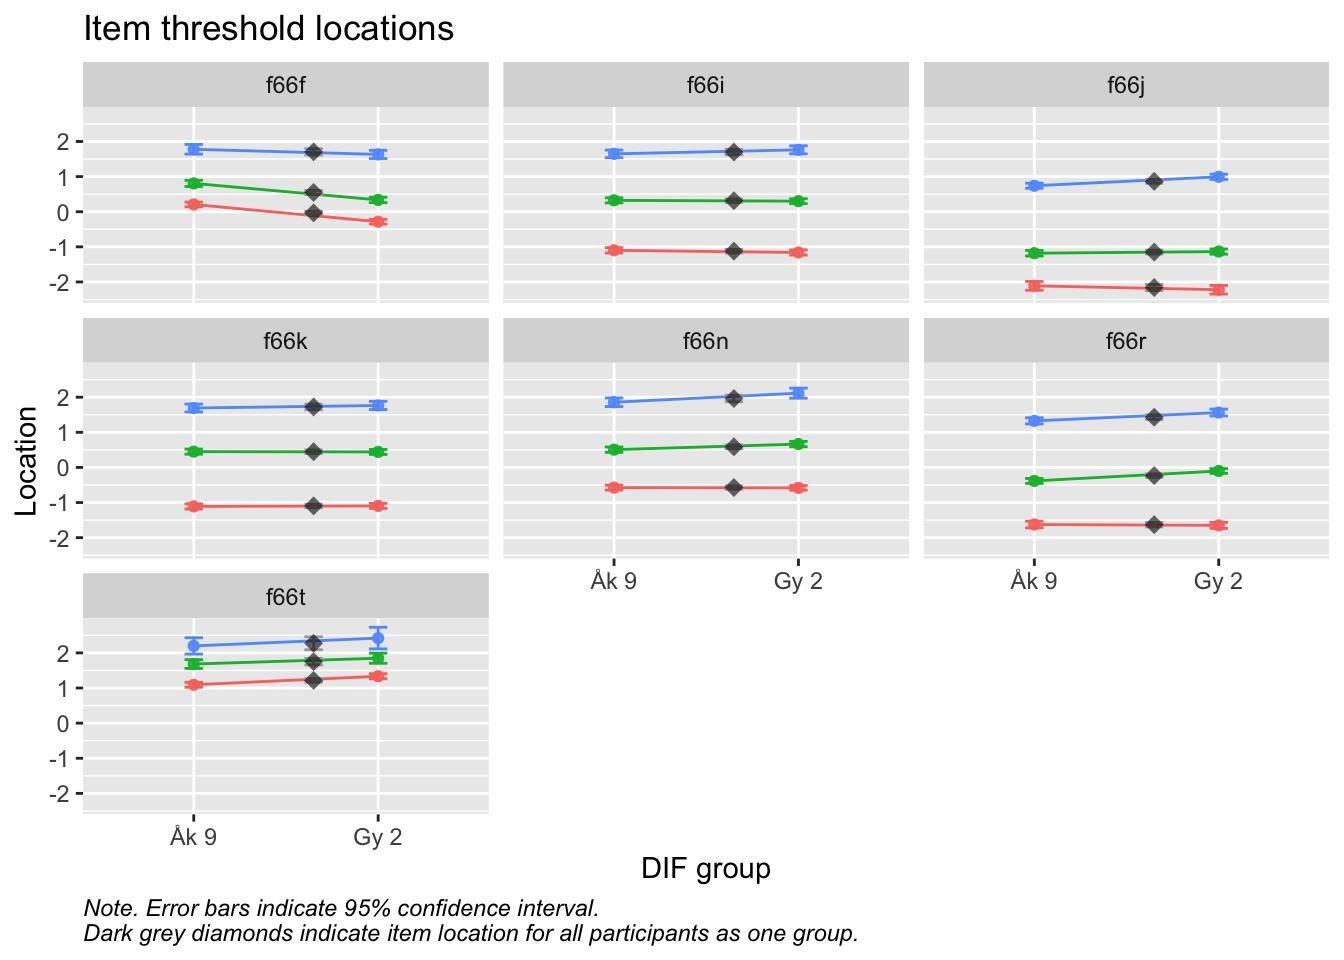 Item threshold locations
f66f
f66i
f66j
2
1
0
-1
-2
f66k
f66n
f66r
2
1
0
-1
-2
Location
Åk 9
Gy 2
Åk 9
Gy 2
f66t
2
1
0
-1
-2
Åk 9
Gy 2
DIF group
Note. Error bars indicate 95% confidence interval.
Dark grey diamonds indicate item location for all participants as one group.